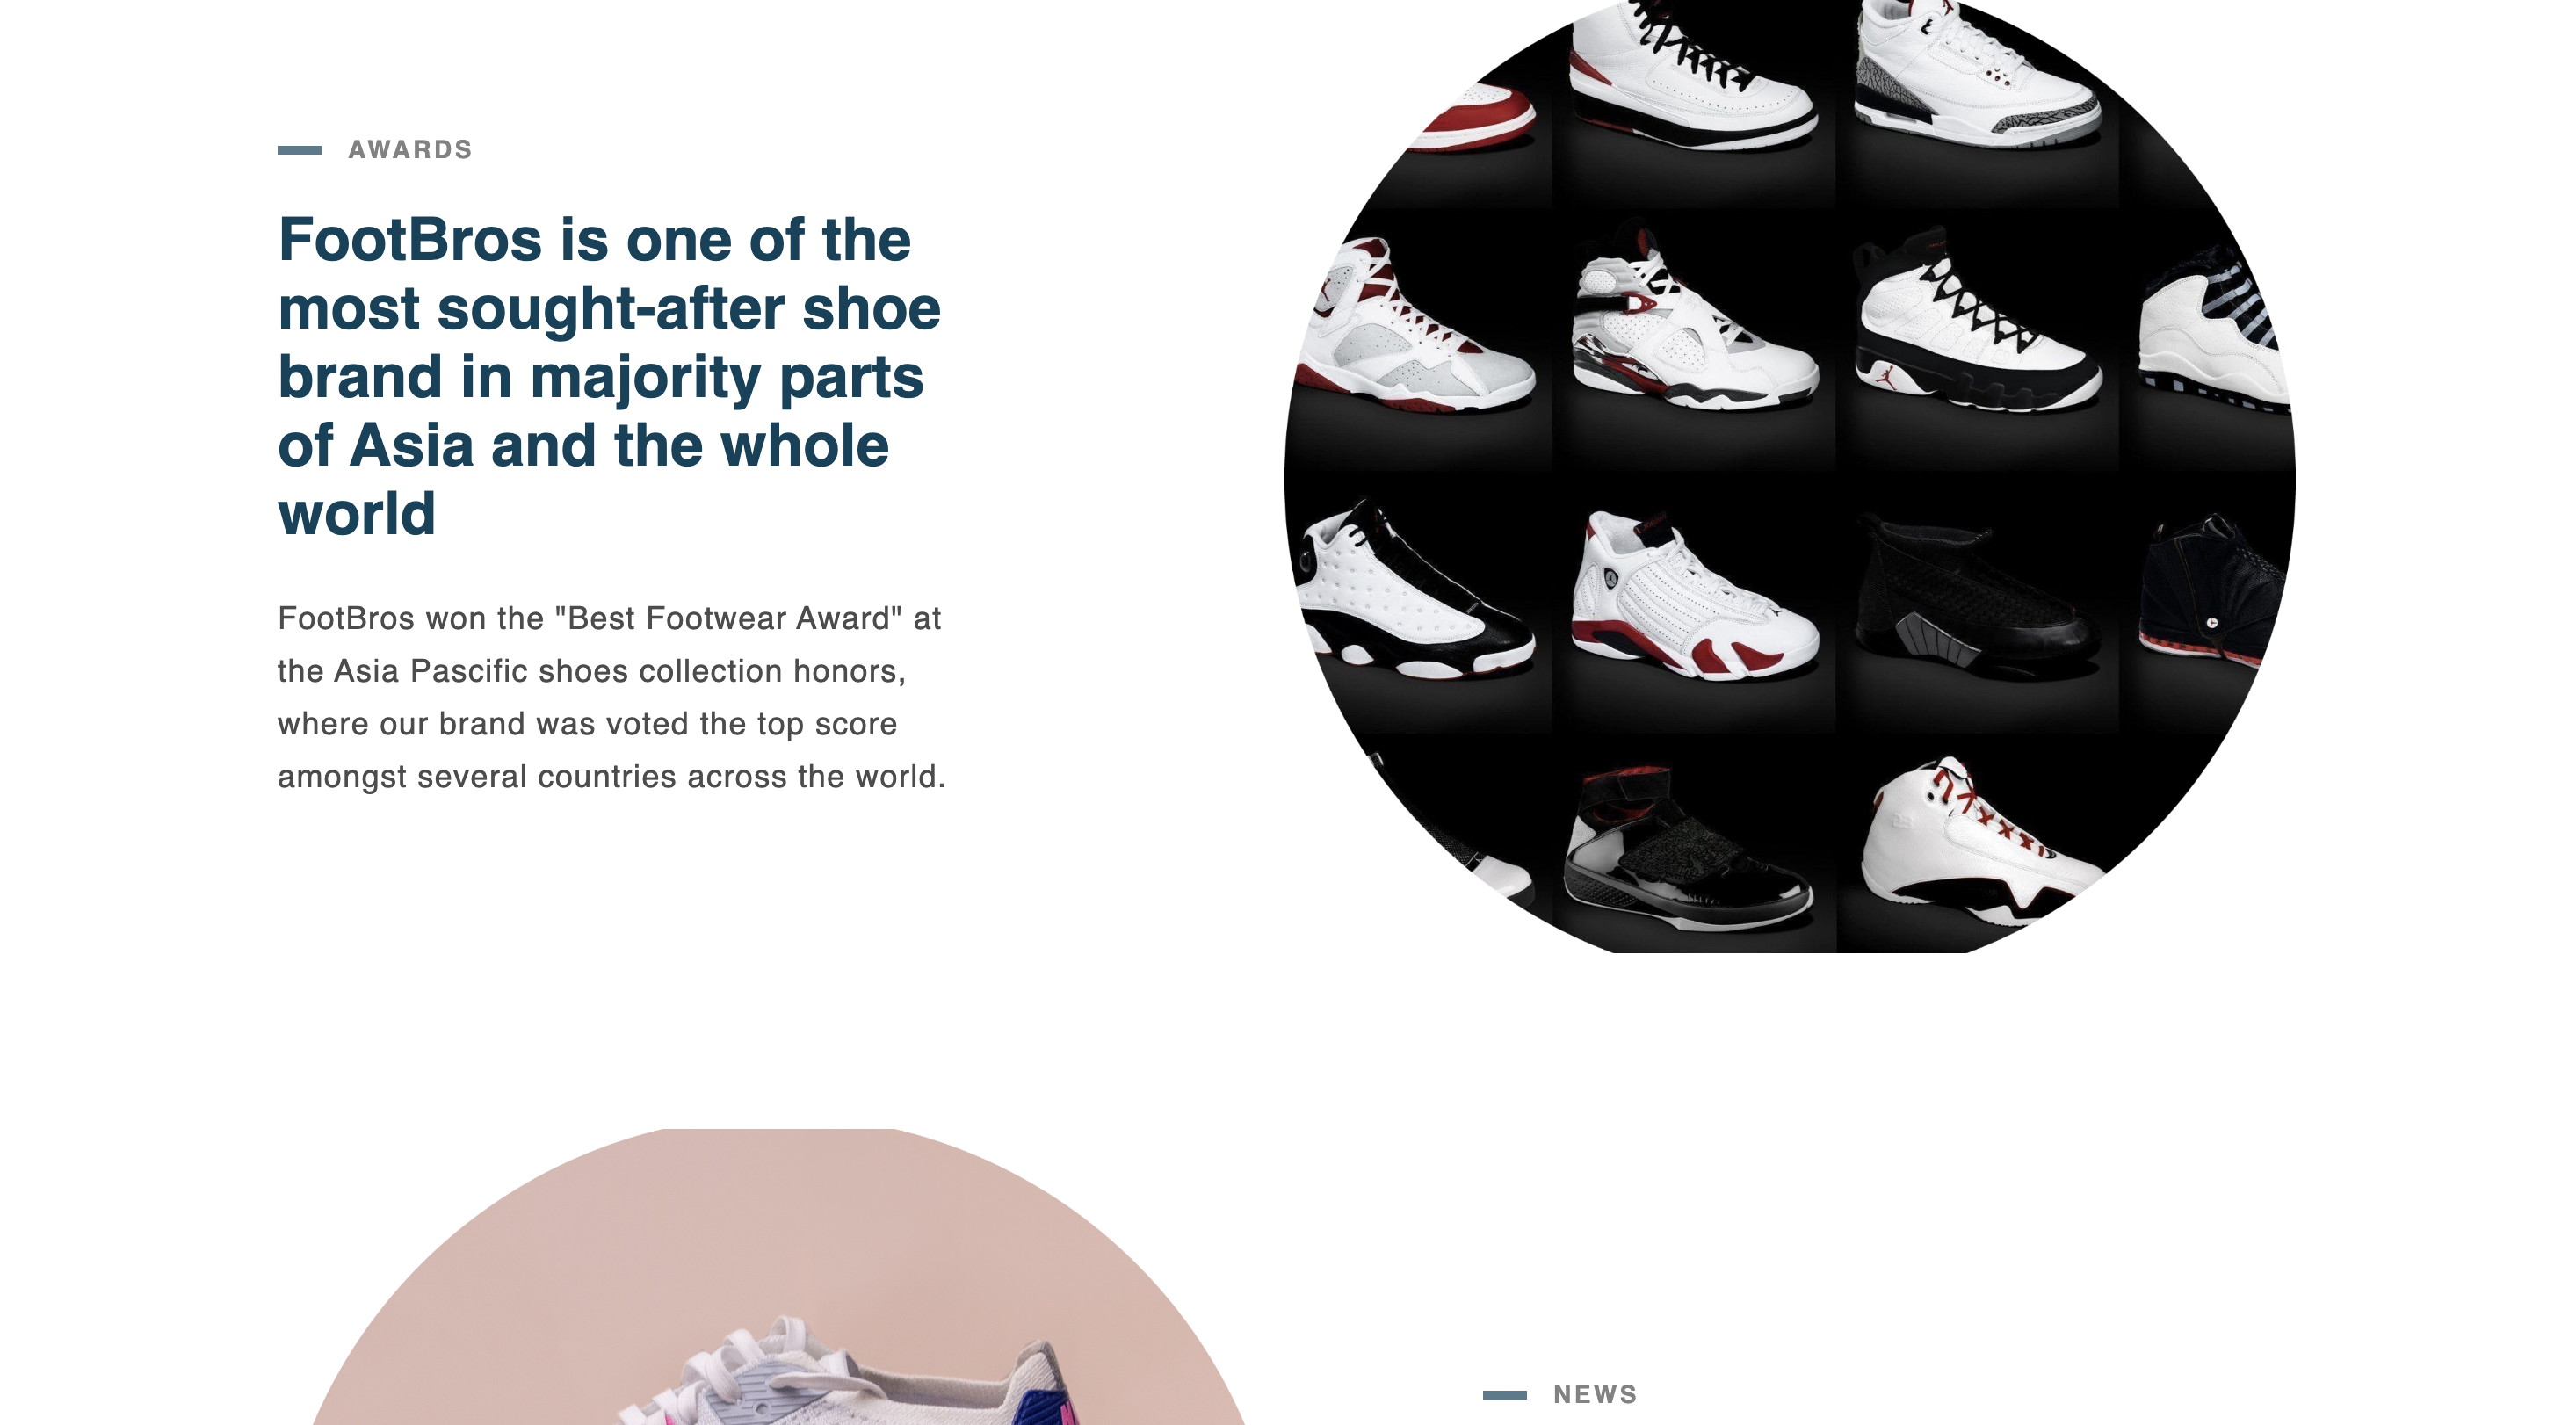 AWARDS
FootBros is one of the
most sought-after shoe
brand in majority parts
of Asia and the whole
world
FootBros won the "Best Footwear Award" at
the Asia Pascific shoes collection honors,
where our brand was voted the top score
amongst several countries across the world.
NEWS